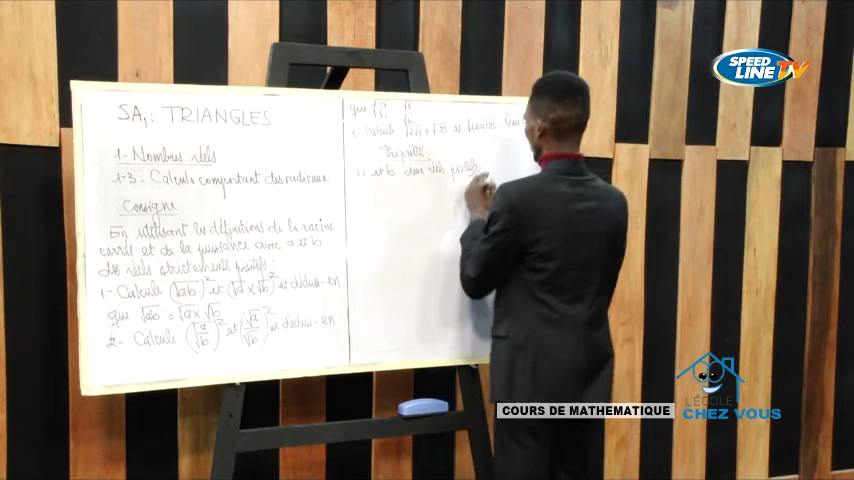 SA₁ : TRIANGLES
1- Nombres réels
1-3- Calculs comportant des radicaux
Consigne
En utilisant les définitions de la racine
carrée et de la puissance avec a et b
des réels strictement positifs :
1- Calcule (√ab)² et (√a x √b)² et déduis-en
que √ab = √a x √b
2- Calcule (√a/b)² et (√a/√b)² et déduis-en
que √a/b = √a/√b
3- Calcule
Propriété
a et b deux réels positifs
SPEED
LINE TV
L'ÉCOLE
CHEZ VOUS
COURS DE MATHEMATIQUE